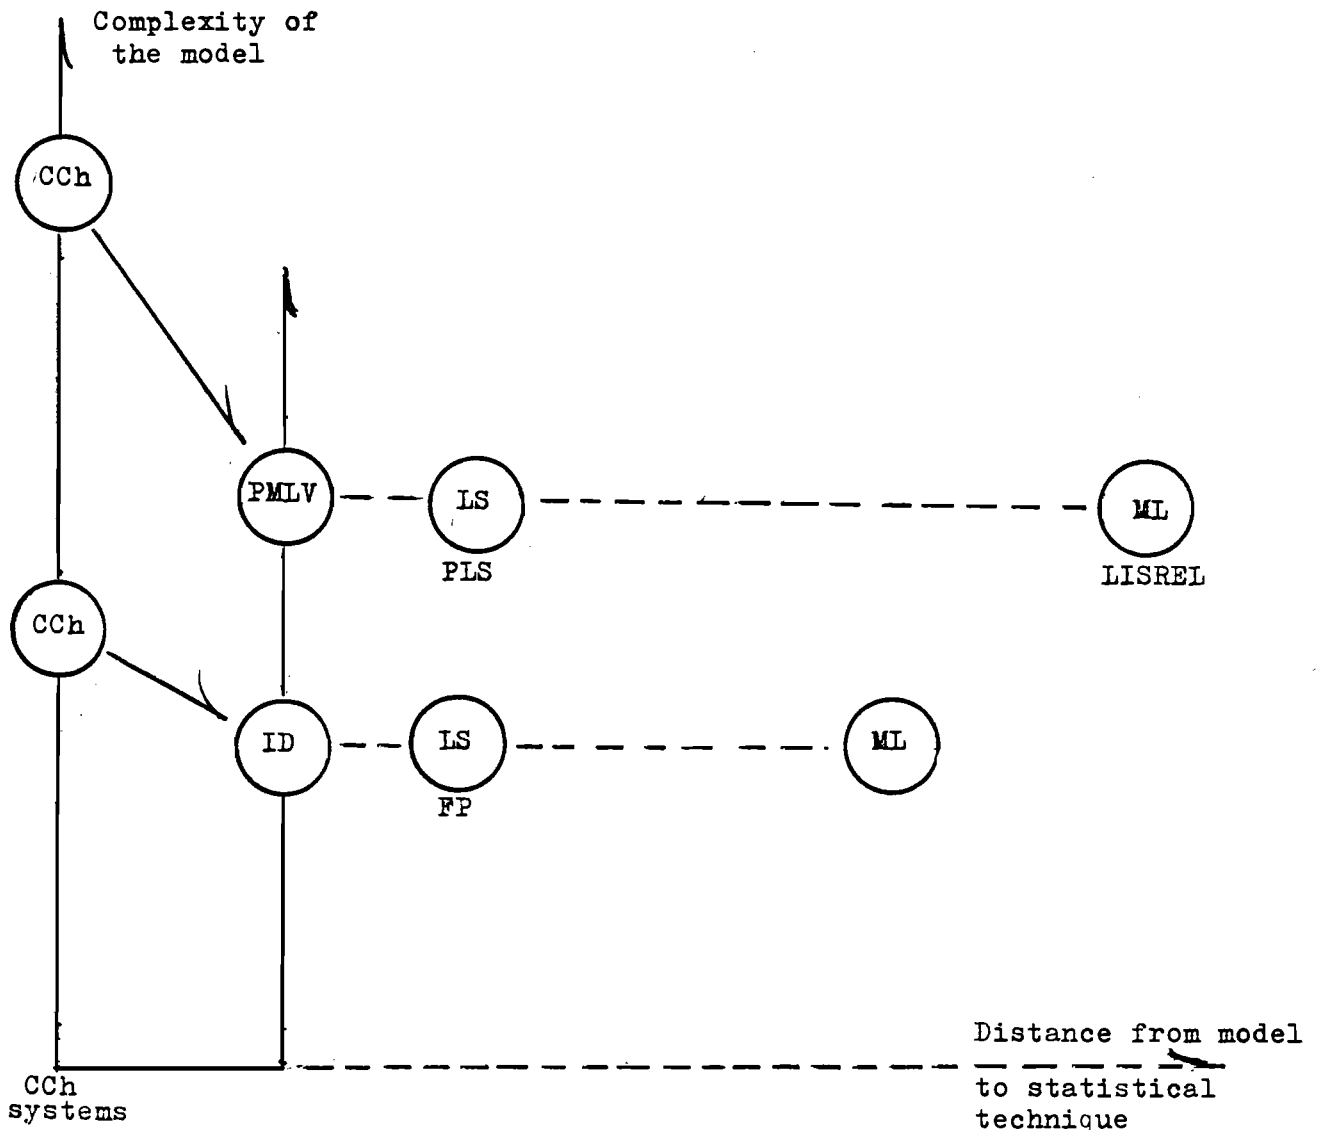 Complexity of
the model
CCh
PMLV
LS
ML
PLS
LISREL
CCh
ID
LS
ML
FP
Distance from model
to statistical
technique
CCh
systems